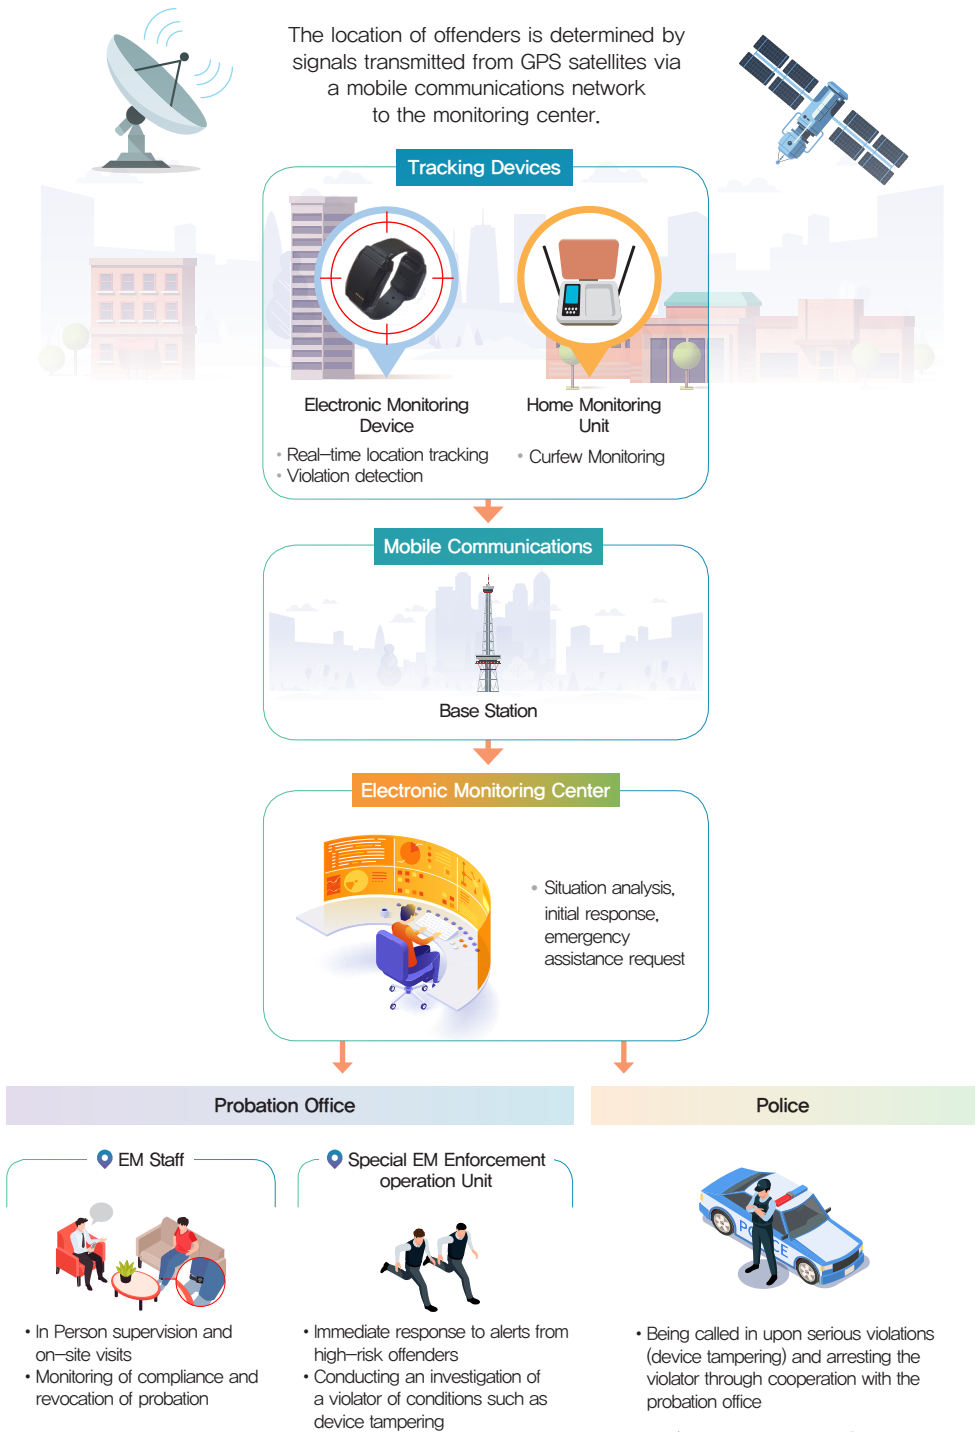 The location of offenders is determined by
signals transmitted from GPS satellites via
a mobile communications network
to the monitoring center.
Tracking Devices
Electronic Monitoring
Device
• Real-time location tracking
• Violation detection
Home Monitoring
Unit
• Curfew Monitoring
Mobile Communications
Base Station
Electronic Monitoring Center
• Situation analysis,
initial response,
emergency
assistance request
Probation Office
EM Staff
• In Person supervision and
on-site visits
• Monitoring of compliance and
revocation of probation
Special EM Enforcement
operation Unit
• Immediate response to alerts from
high-risk offenders
• Conducting an investigation of
a violator of conditions such as
device tampering
Police
POLICE
• Being called in upon serious violations
(device tampering) and arresting the
violator through cooperation with the
probation office